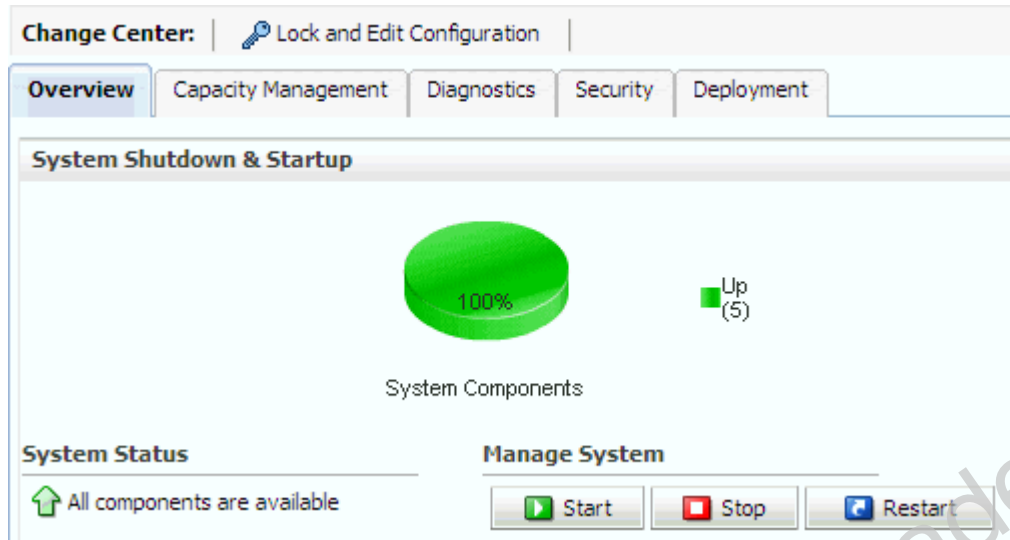 Change Center: Lock and Edit Configuration
Overview Capacity Management Diagnostics Security Deployment
System Shutdown & Startup
100%
Up
(5)
System Components
System Status
All components are available
Manage System
Start Stop Restart